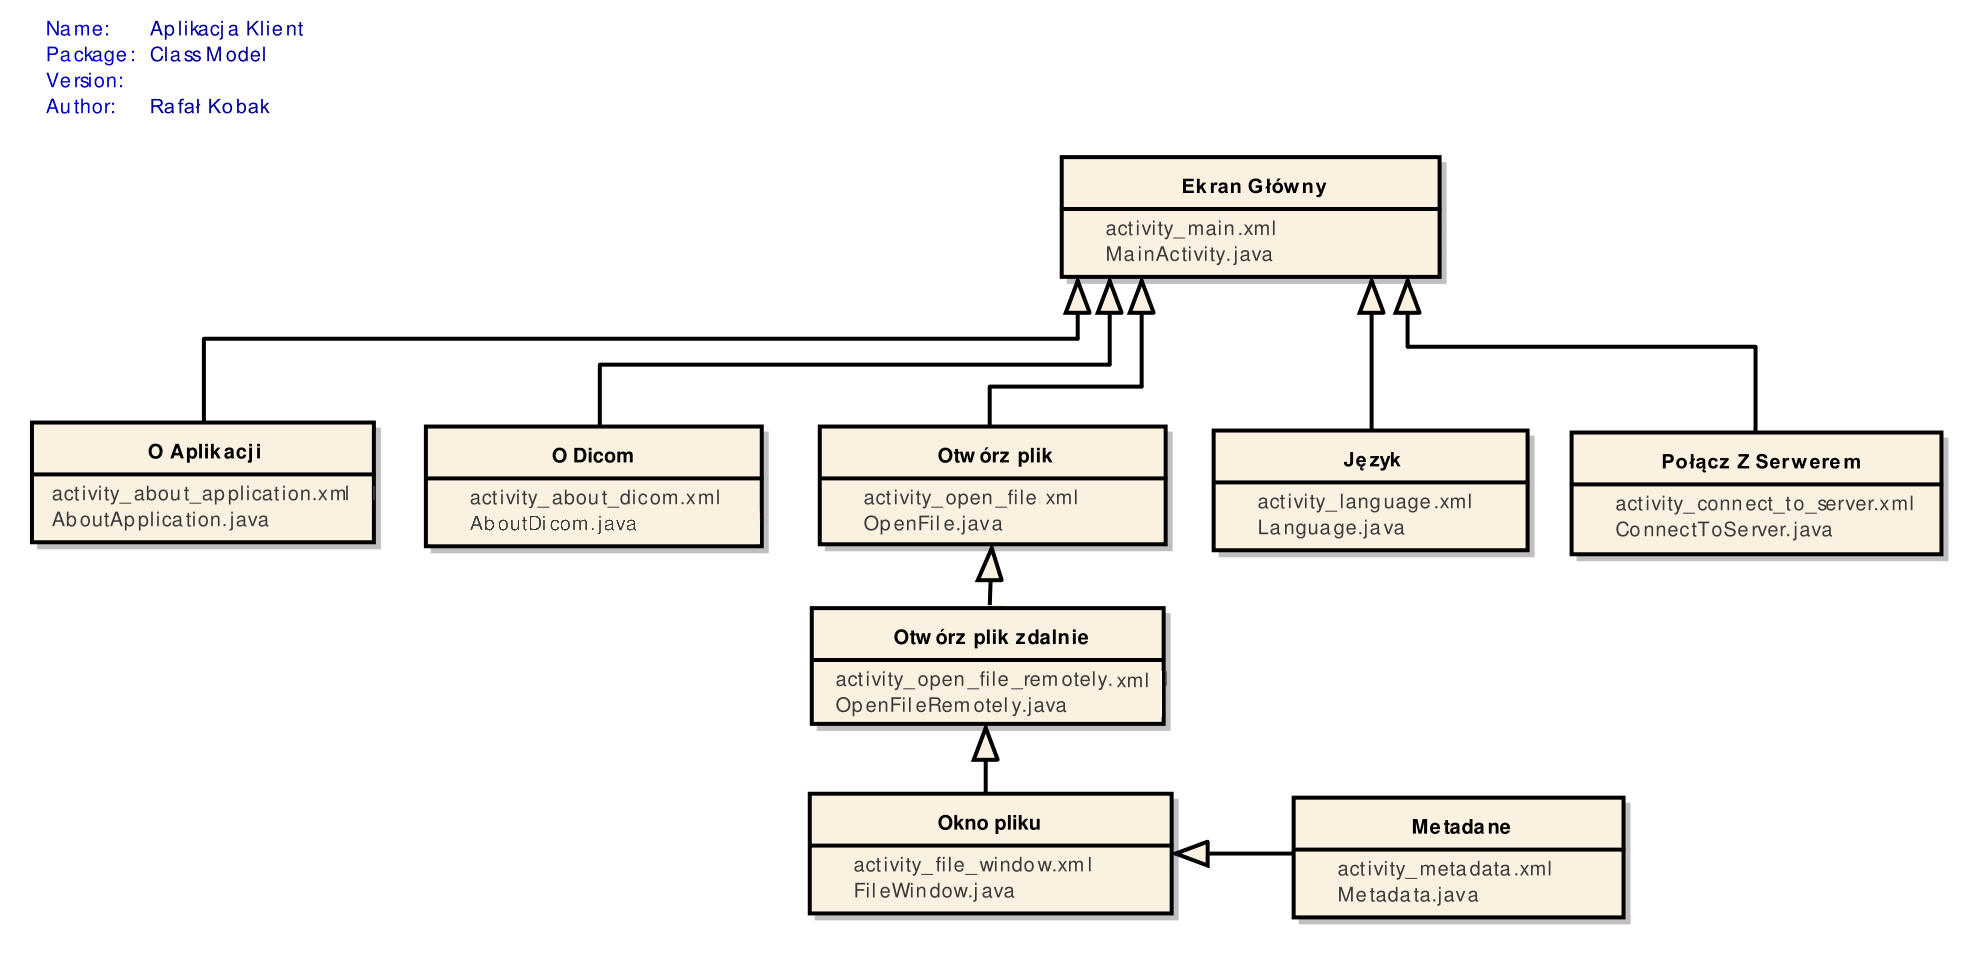 Name: Aplikacja Klient
Package: Class Model
Version:
Author: Rafał Kobak
Ekran Główny
activity_main.xml
MainActivity.java
O Aplikacji
activity_about_application.xml
AboutApplication.java
O Dicom
activity_about_dicom.xml
AboutDicom.java
Otwórz plik
activity_open_file.xml
OpenFile.java
Język
activity_language.xml
Language.java
Połącz Z Serwerem
activity_connect_to_server.xml
ConnectToServer.java
Otwórz plik zdalnie
activity_open_file_remotely.xml
OpenFileRemotely.java
Okno pliku
activity_file_window.xml
FileWindow.java
Metadane
activity_metadata.xml
Metadata.java